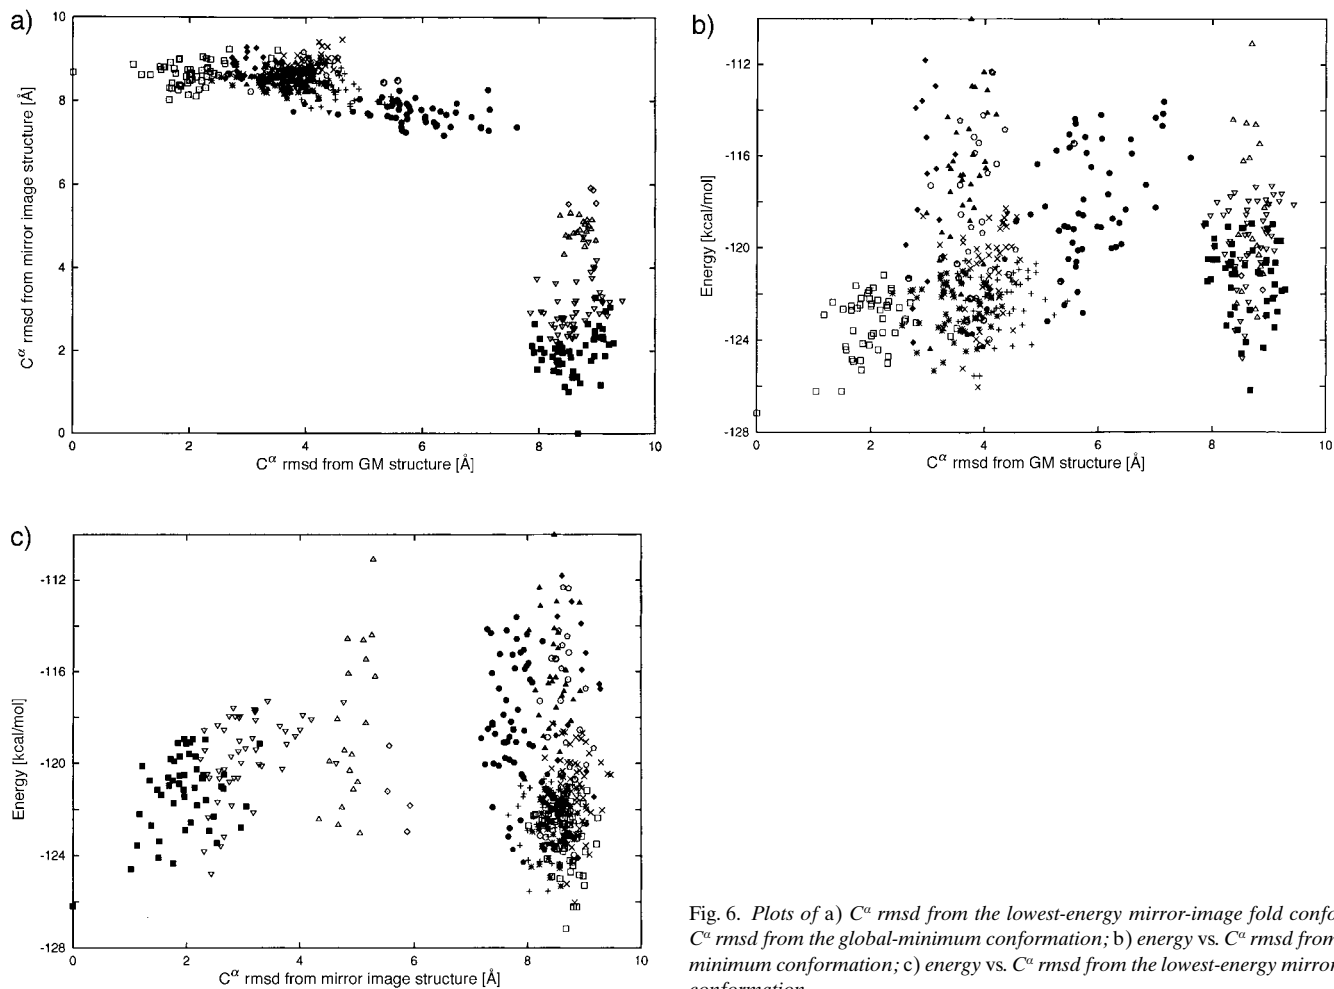 a)
10
8
6
4
2
0
Cα rmsd from mirror image structure [Å]
0 2 4 6 8 10
Cα rmsd from GM structure [Å]
b)
-112
-116
-120
-124
-128
Energy [kcal/mol]
0 2 4 6 8 10
Cα rmsd from GM structure [Å]
c)
-112
-116
-120
-124
-128
Energy [kcal/mol]
0 2 4 6 8 10
Cα rmsd from mirror image structure [Å]
Fig. 6. Plots of a) Cα rmsd from the lowest-energy mirror-image fold confo
Cα rmsd from the global-minimum conformation; b) energy vs. Cα rmsd from
minimum conformation; c) energy vs. Cα rmsd from the lowest-energy mirror
conformation